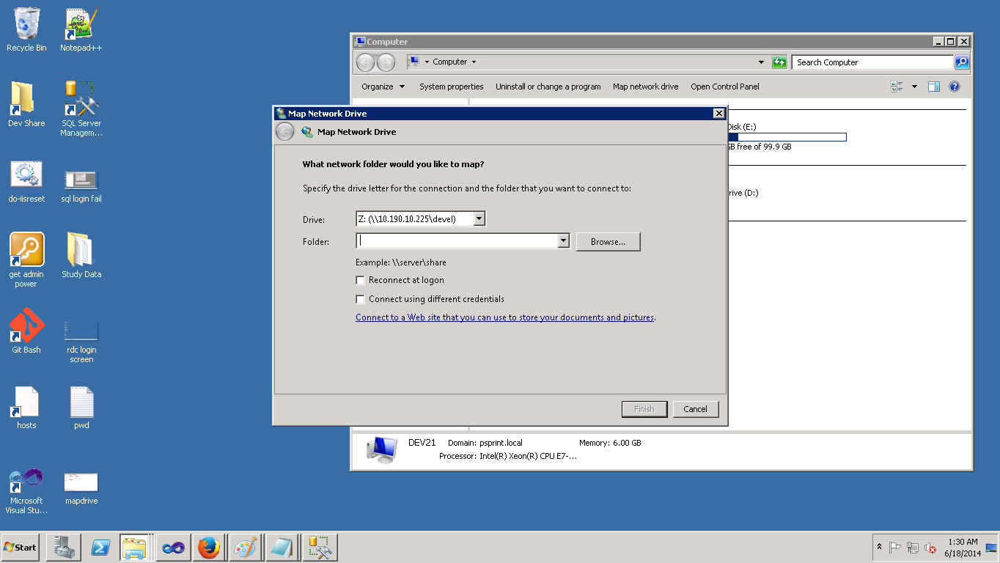 Recycle Bin
Notepad++
Dev Share
SQL Server
Managem...
do-iisreset
sql login fail
get admin
power
Study Data
Git Bash
rdc login
screen
hosts
pwd
Microsoft
Visual Stu...
mapdrive
Computer
Computer
Search Computer
Organize
System properties
Uninstall or change a program
Map network drive
Open Control Panel
Disk (E:)
GB free of 99.9 GB
rive (D:)
Map Network Drive
Map Network Drive
What network folder would you like to map?
Specify the drive letter for the connection and the folder that you want to connect to:
Drive:
Z: (\\10.190.10.225\devel)
Folder:
Browse...
Example: \\server\share
Reconnect at logon
Connect using different credentials
Connect to a Web site that you can use to store your documents and pictures.
Finish
Cancel
DEV21
Domain: psprint.local
Memory: 6.00 GB
Processor: Intel(R) Xeon(R) CPU E7-...
Start
1:30 AM
6/18/2014